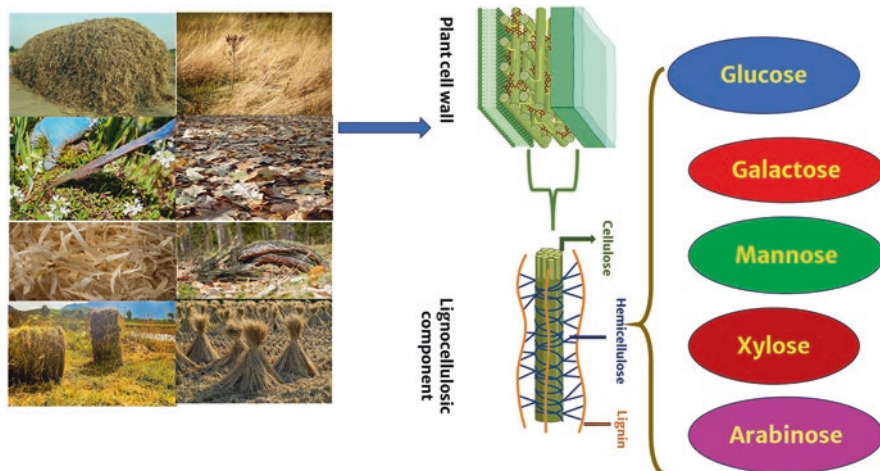 Plant cell wall
Lignocellulosic
component
Cellulose
Hemicellulose
Lignin
Glucose
Galactose
Mannose
Xylose
Arabinose